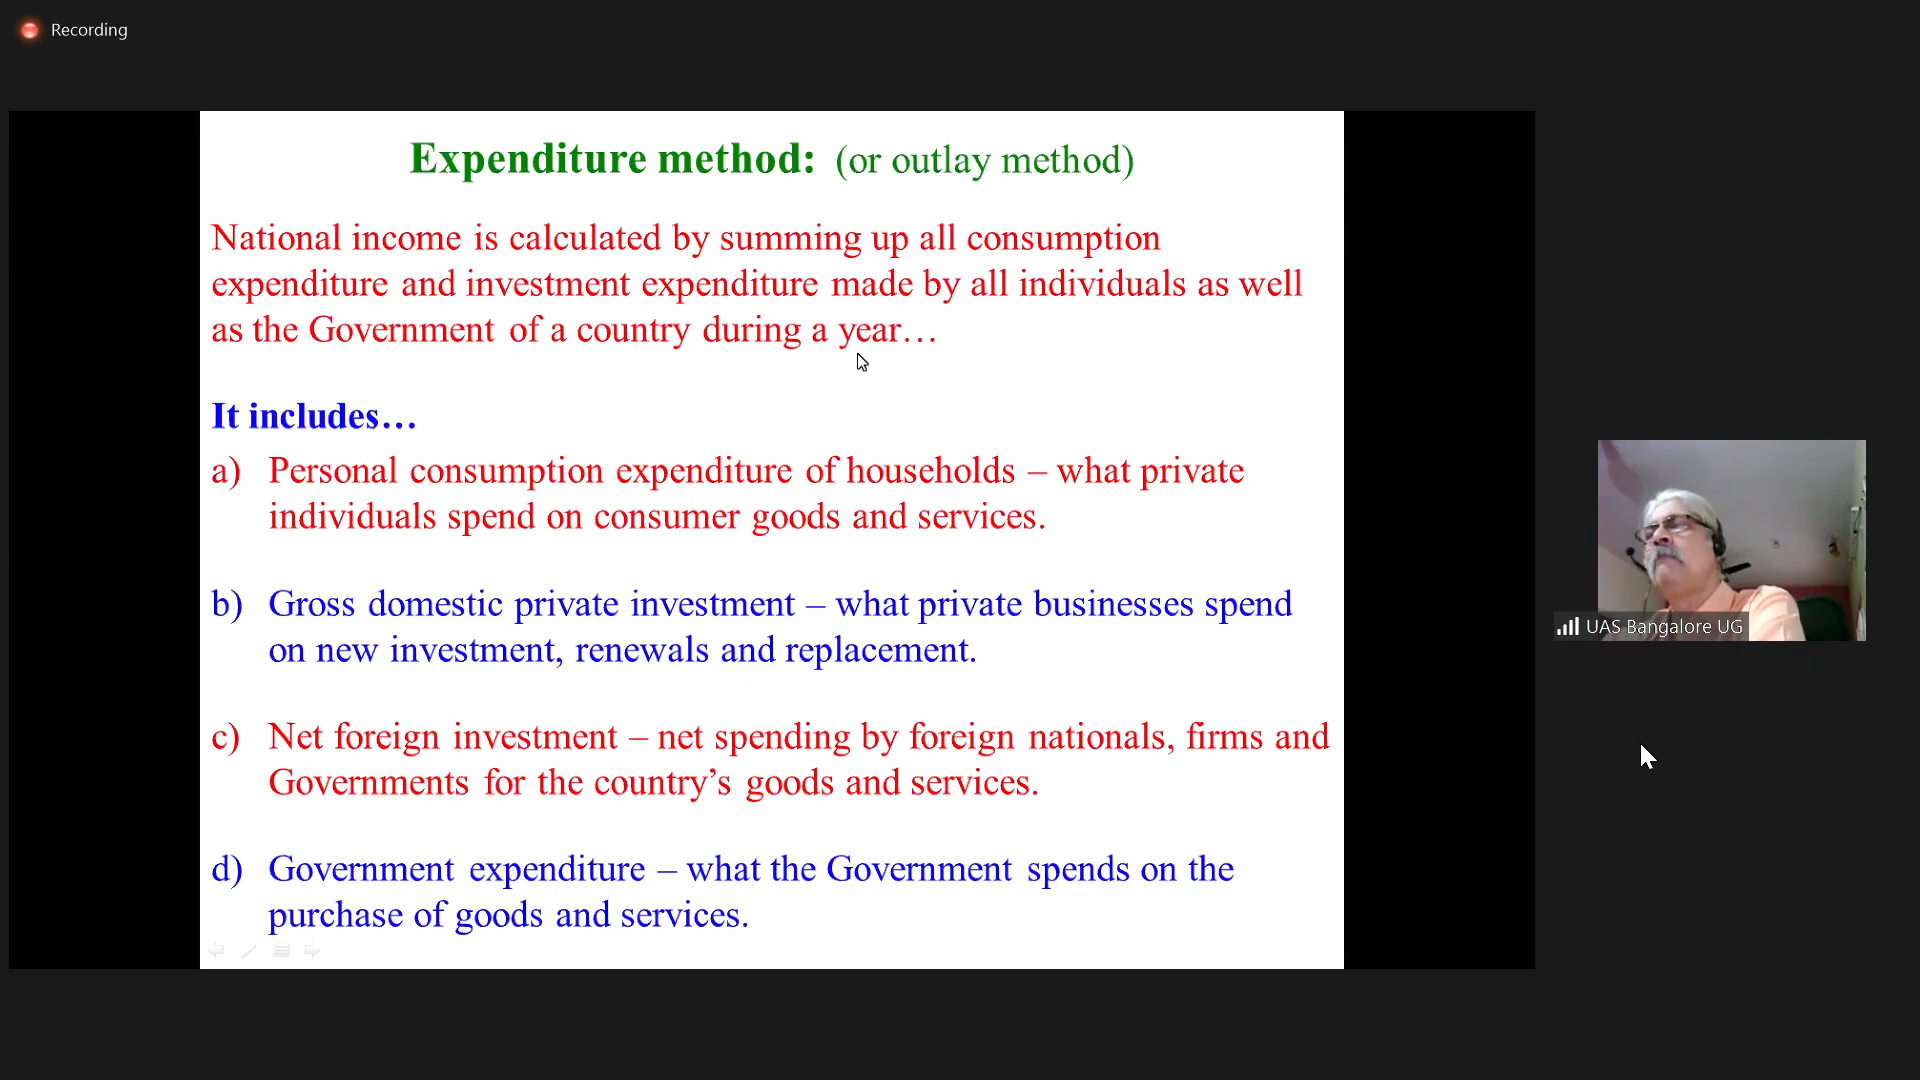 Recording
Expenditure method: (or outlay method)
National income is calculated by summing up all consumption
expenditure and investment expenditure made by all individuals as well
as the Government of a country during a year…
It includes…
a) Personal consumption expenditure of households – what private
individuals spend on consumer goods and services.
b) Gross domestic private investment – what private businesses spend
on new investment, renewals and replacement.
c) Net foreign investment – net spending by foreign nationals, firms and
Governments for the country’s goods and services.
d) Government expenditure – what the Government spends on the
purchase of goods and services.
UAS Bangalore UG